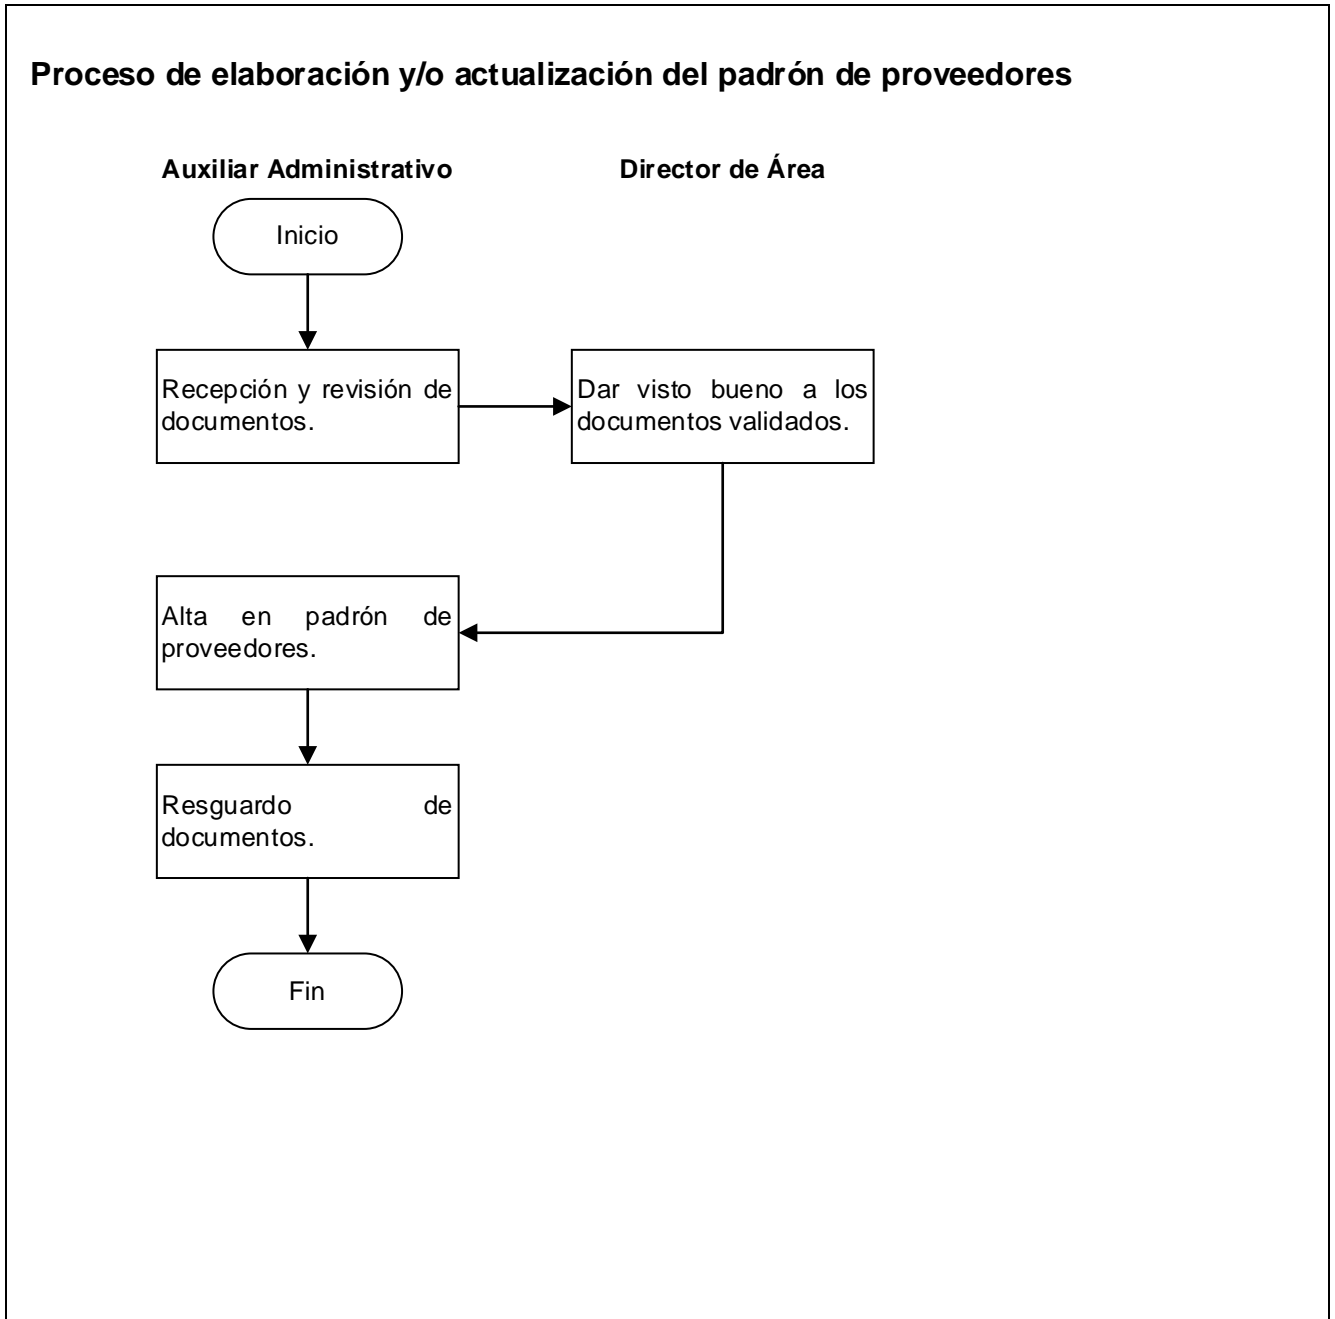 Proceso de elaboración y/o actualización del padrón de proveedores
Auxiliar Administrativo
Director de Área
Inicio
Recepción y revisión de
documentos.
Dar visto bueno a los
documentos validados.
Alta en padrón de
proveedores.
Resguardo de
documentos.
Fin